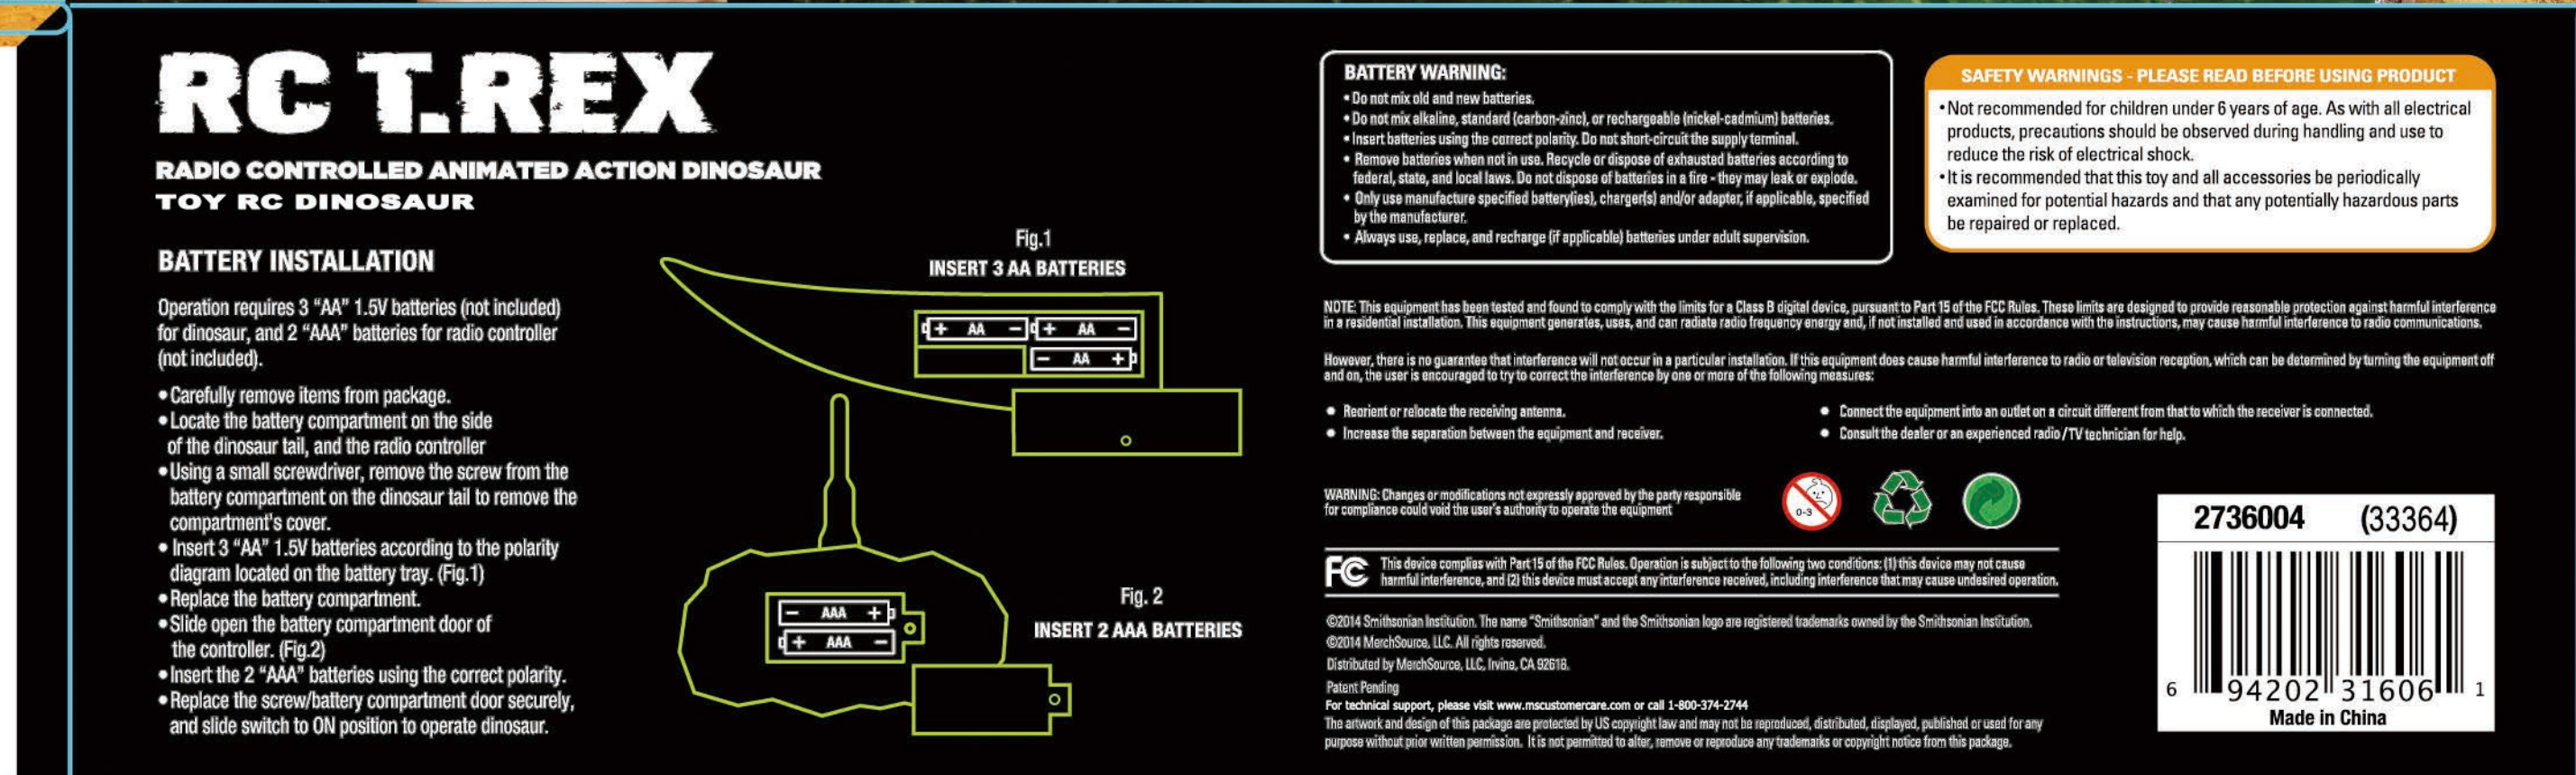 RC T.REX
RADIO CONTROLLED ANIMATED ACTION DINOSAUR
TOY RC DINOSAUR
BATTERY INSTALLATION
Operation requires 3 “AA” 1.5V batteries (not included)
for dinosaur, and 2 “AAA” batteries for radio controller
(not included).
• Carefully remove items from package.
• Locate the battery compartment on the side
of the dinosaur tail, and the radio controller
• Using a small screwdriver, remove the screw from the
battery compartment on the dinosaur tail to remove the
compartment's cover.
• Insert 3 “AA” 1.5V batteries according to the polarity
diagram located on the battery tray. (Fig.1)
• Replace the battery compartment.
• Slide open the battery compartment door of
the controller. (Fig.2)
• Insert the 2 “AAA” batteries using the correct polarity.
• Replace the screw/battery compartment door securely,
and slide switch to ON position to operate dinosaur.
Fig.1
INSERT 3 AA BATTERIES
+ AA - + AA -
- AA +
- AAA +
+ AAA -
Fig. 2
INSERT 2 AAA BATTERIES
BATTERY WARNING:
• Do not mix old and new batteries.
• Do not mix alkaline, standard (carbon-zinc), or rechargeable (nickel-cadmium) batteries.
• Insert batteries using the correct polarity. Do not short-circuit the supply terminal.
• Remove batteries when not in use. Recycle or dispose of exhausted batteries according to
federal, state, and local laws. Do not dispose of batteries in a fire - they may leak or explode.
• Only use manufacture specified battery(ies), charger(s) and/or adapter, if applicable, specified
by the manufacturer.
• Always use, replace, and recharge (if applicable) batteries under adult supervision.
SAFETY WARNINGS - PLEASE READ BEFORE USING PRODUCT
• Not recommended for children under 6 years of age. As with all electrical
products, precautions should be observed during handling and use to
reduce the risk of electrical shock.
• It is recommended that this toy and all accessories be periodically
examined for potential hazards and that any potentially hazardous parts
be repaired or replaced.
NOTE: This equipment has been tested and found to comply with the limits for a Class B digital device, pursuant to Part 15 of the FCC Rules. These limits are designed to provide reasonable protection against harmful interference
in a residential installation. This equipment generates, uses, and can radiate radio frequency energy and, if not installed and used in accordance with the instructions, may cause harmful interference to radio communications.
However, there is no guarantee that interference will not occur in a particular installation. If this equipment does cause harmful interference to radio or television reception, which can be determined by turning the equipment off
and on, the user is encouraged to try to correct the interference by one or more of the following measures:
• Reorient or relocate the receiving antenna.
• Increase the separation between the equipment and receiver.
• Connect the equipment into an outlet on a circuit different from that to which the receiver is connected.
• Consult the dealer or an experienced radio/TV technician for help.
WARNING: Changes or modifications not expressly approved by the party responsible
for compliance could void the user's authority to operate the equipment
0-3
FC
This device complies with Part 15 of the FCC Rules. Operation is subject to the following two conditions: (1) this device may not cause
harmful interference, and (2) this device must accept any interference received, including interference that may cause undesired operation.
©2014 Smithsonian Institution. The name “Smithsonian” and the Smithsonian logo are registered trademarks owned by the Smithsonian Institution.
©2014 MerchSource, LLC. All rights reserved.
Distributed by MerchSource, LLC, Irvine, CA 92618.
Patent Pending
For technical support, please visit www.mscustomercare.com or call 1-800-374-2744
The artwork and design of this package are protected by US copyright law and may not be reproduced, distributed, displayed, published or used for any
purpose without prior written permission. It is not permitted to alter, remove or reproduce any trademarks or copyright notice from this package.
2736004 (33364)
6 94202 31606 1
Made in China